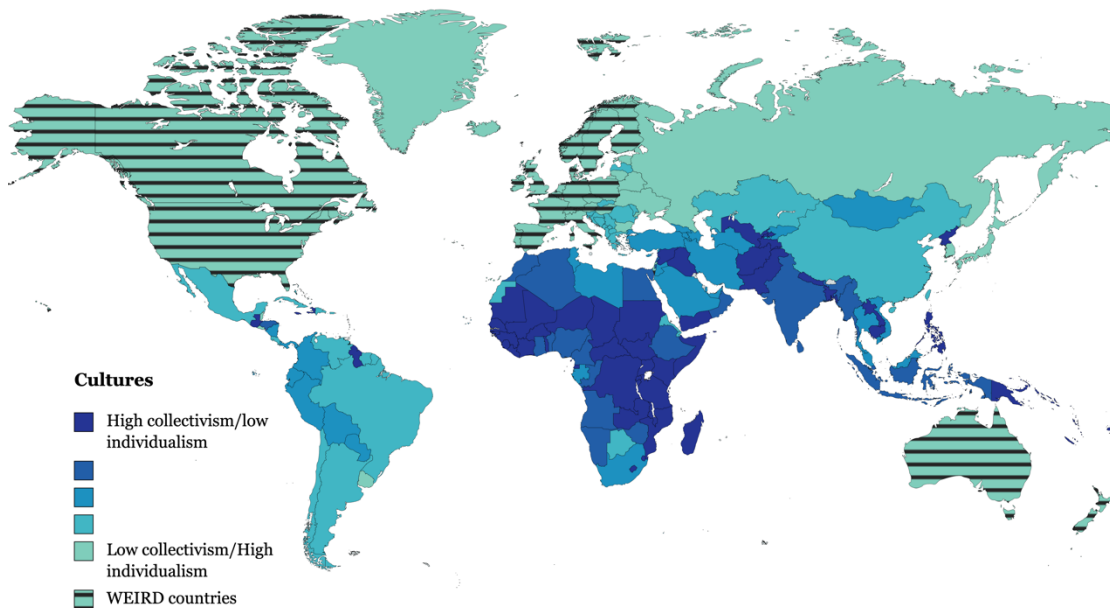 Cultures
High collectivism/low
individualism
Low collectivism/High
individualism
WEIRD countries